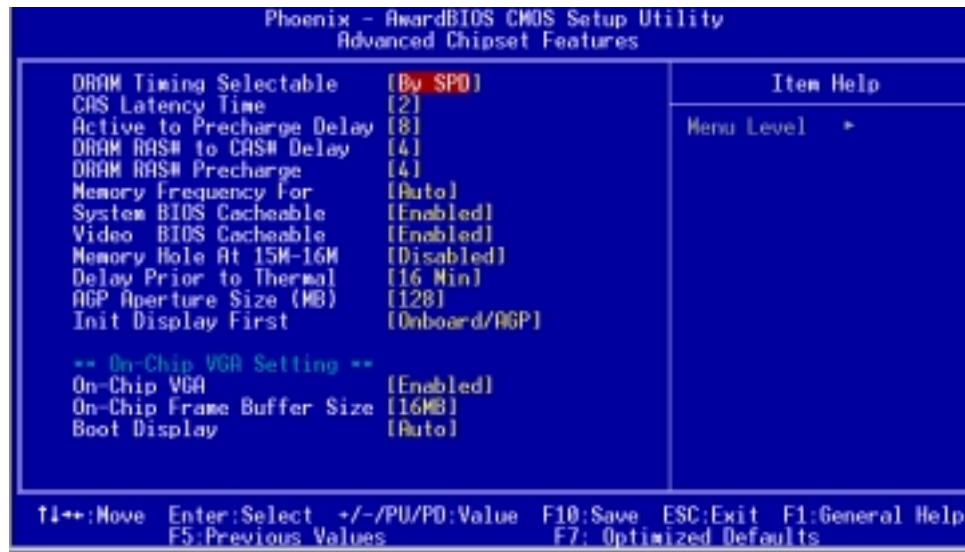 Phoenix - AwardBIOS CMOS Setup Utility
Advanced Chipset Features
DRAM Timing Selectable [By SPD]
CAS Latency Time [2]
Active to Precharge Delay [8]
DRAM RAS# to CAS# Delay [4]
DRAM RAS# Precharge [4]
Memory Frequency For [Auto]
System BIOS Cacheable [Enabled]
Video BIOS Cacheable [Enabled]
Memory Hole At 15M-16M [Disabled]
Delay Prior to Thermal [16 Min]
AGP Aperture Size (MB) [128]
Init Display First [Onboard/AGP]
** On-Chip VGA Setting **
On-Chip VGA [Enabled]
On-Chip Frame Buffer Size [16MB]
Boot Display [Auto]
Item Help
Menu Level ►
↑↓→←:Move Enter:Select +/-/PU/PD:Value F10:Save ESC:Exit F1:General Help
F5:Previous Values F7: Optimized Defaults